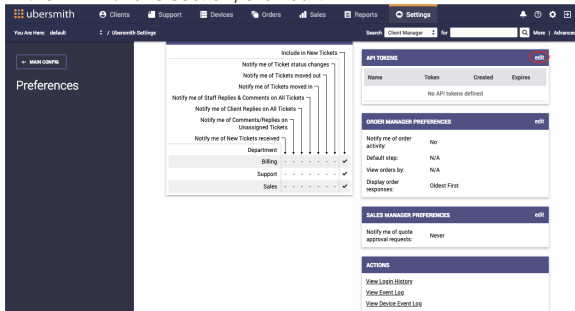 ubersmith
Clients
Support
Devices
Orders
Sales
Reports
Settings
You Are Here: default / Ubersmith Settings
Search Client Manager for
More | Advanced
← MAIN CONFIG
Preferences
Include in New Tickets
Notify me of Ticket status changes
Notify me of Tickets moved out
Notify me of Tickets moved in
Notify me of Staff Replies & Comments on All Tickets
Notify me of Client Replies on All Tickets
Notify me of Comments/Replies on
Unassigned Tickets
Notify me of New Tickets received
Department
Billing - - - - - - - ✓
Support - - - - - - - ✓
Sales - - - - - - - ✓
API TOKENS edit
Name Token Created Expires
No API tokens defined
ORDER MANAGER PREFERENCES edit
Notify me of order
activity: No
Default step: N/A
View orders by: N/A
Display order
responses: Oldest First
SALES MANAGER PREFERENCES edit
Notify me of quote
approval requests: Never
ACTIONS
View Login History
View Event Log
View Device Event Log